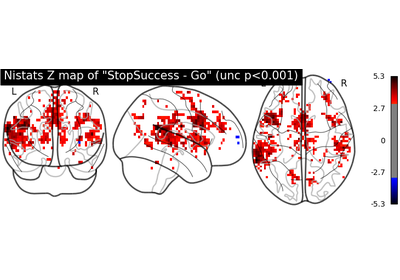 Nistats Z map of "StopSuccess - Go" (unc p<0.001)
L R R
5.3
2.7
0
-2.7
-5.3